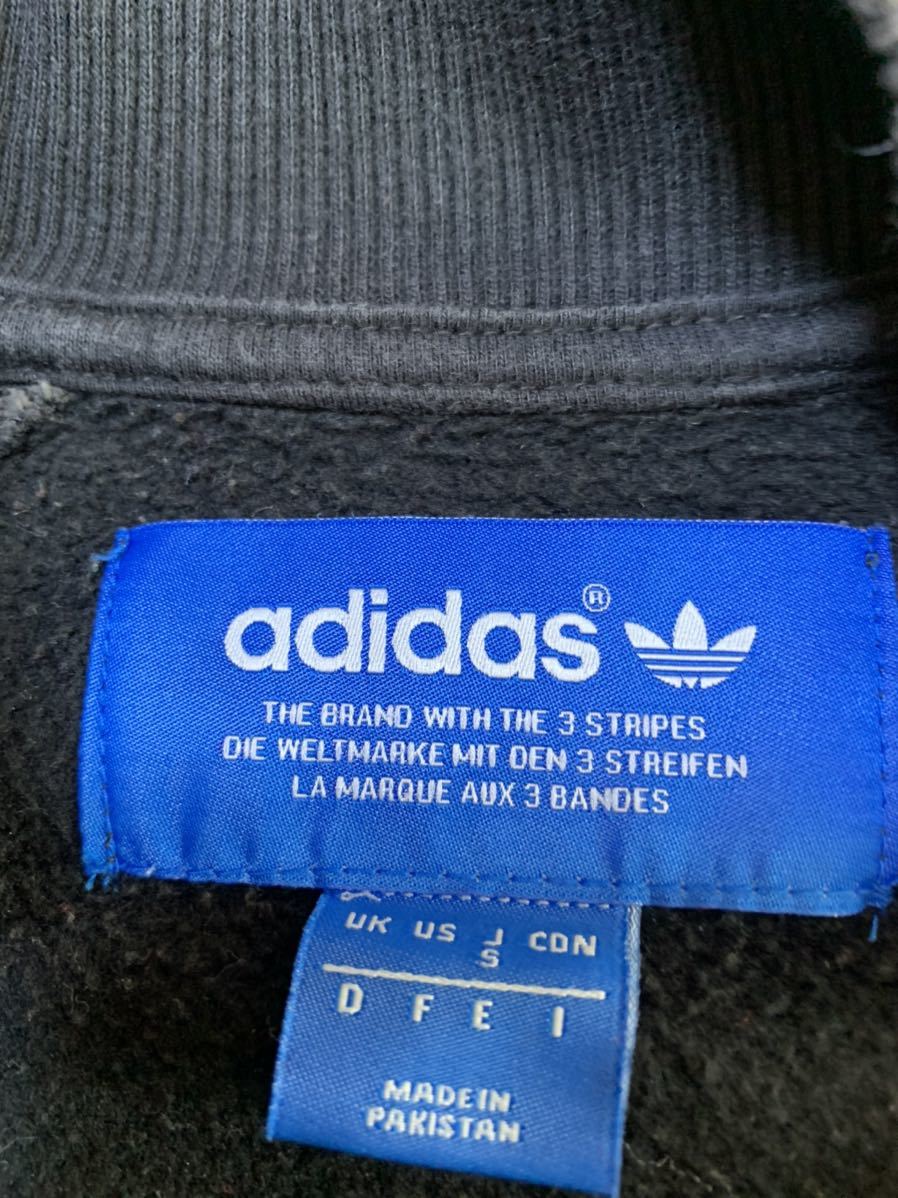 adidas®
THE BRAND WITH THE 3 STRIPES
DIE WELTMARKE MIT DEN 3 STREIFEN
LA MARQUE AUX 3 BANDES
UK US J CDN
S
D F E I
MADE IN
PAKISTAN